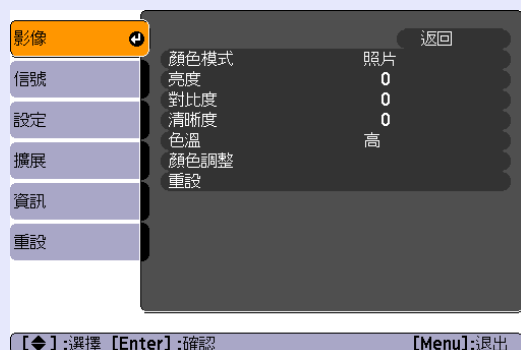 影像
信號
設定
擴展
資訊
重設
返回
顏色模式 照片
亮度 0
對比度 0
清晰度 0
色溫 高
顏色調整
重設
[◆]:選擇 [Enter]:確認 [Menu]:退出